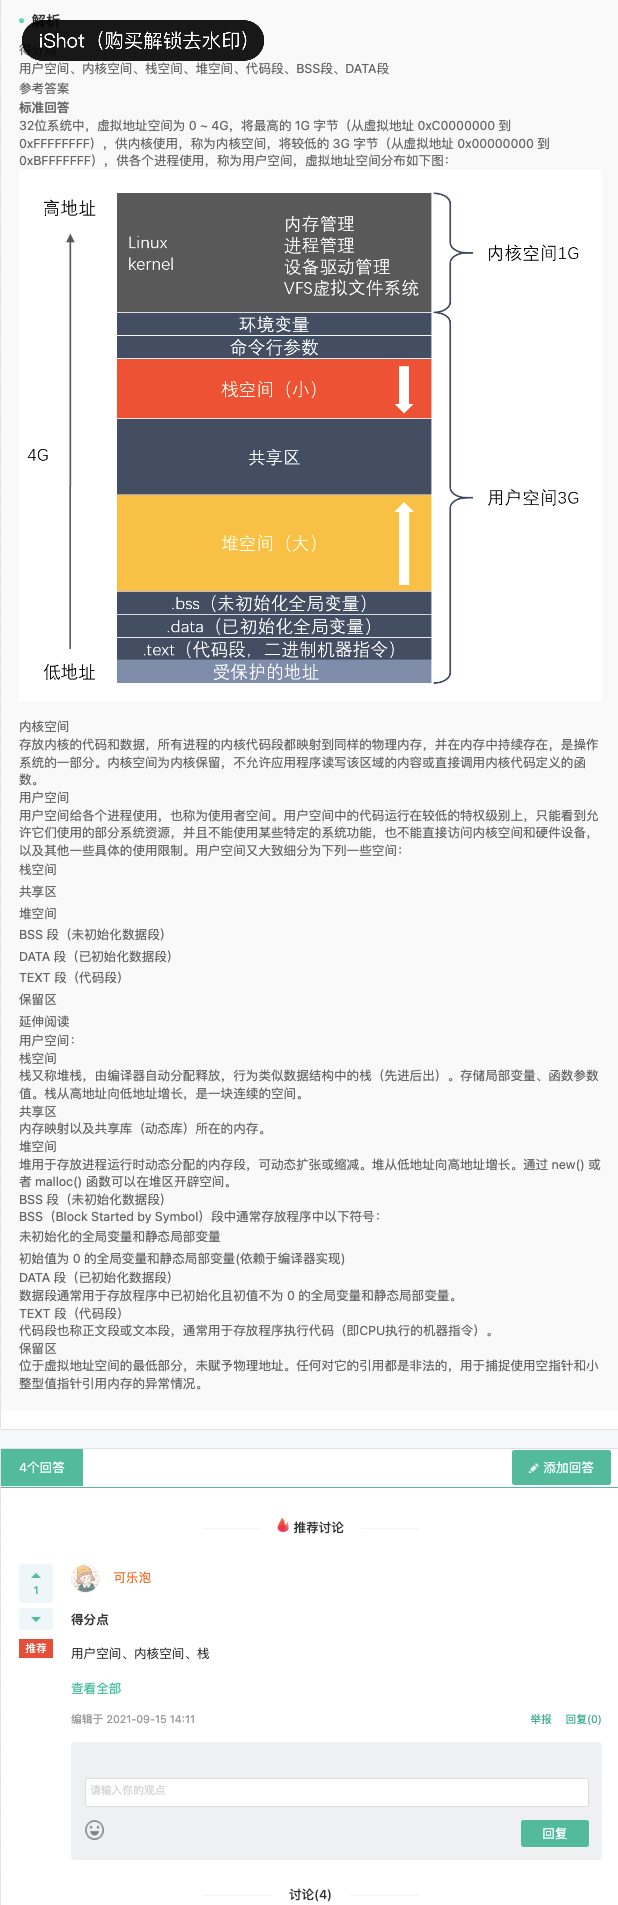 解析
iShot（购买解锁去水印）
用户空间、内核空间、栈空间、堆空间、代码段、BSS段、DATA段
参考答案
标准回答
32位系统中，虚拟地址空间为 0 ~ 4G，将最高的 1G 字节（从虚拟地址 0xC0000000 到
0xFFFFFFFF），供内核使用，称为内核空间，将较低的 3G 字节（从虚拟地址 0x00000000 到
0xBFFFFFFF），供各个进程使用，称为用户空间，虚拟地址空间分布如下图：
高地址
Linux
kernel
内存管理
进程管理
设备驱动管理
VFS虚拟文件系统
内核空间1G
环境变量
命令行参数
栈空间（小）
4G
共享区
用户空间3G
堆空间（大）
.bss（未初始化全局变量）
.data（已初始化全局变量）
.text（代码段，二进制机器指令）
低地址
受保护的地址
内核空间
存放内核的代码和数据，所有进程的内核代码段都映射到同样的物理内存，并在内存中持续存在，是操作
系统的一部分。内核空间为内核保留，不允许应用程序读写该区域的内容或直接调用内核代码定义的函
数。
用户空间
用户空间给各个进程使用，也称为使用者空间。用户空间中的代码运行在较低的特权级别上，只能看到允
许它们使用的部分系统资源，并且不能使用某些特定的系统功能，也不能直接访问内核空间和硬件设备，
以及其他一些具体的使用限制。用户空间又大致细分为下列一些空间：
栈空间
共享区
堆空间
BSS 段（未初始化数据段）
DATA 段（已初始化数据段）
TEXT 段（代码段）
保留区
延伸阅读
用户空间：
栈空间
栈又称堆栈，由编译器自动分配释放，行为类似数据结构中的栈（先进后出）。存储局部变量、函数参数
值。栈从高地址向低地址增长，是一块连续的空间。
共享区
内存映射以及共享库（动态库）所在的内存。
堆空间
堆用于存放进程运行时动态分配的内存段，可动态扩张或缩减。堆从低地址向高地址增长。通过 new() 或
者 malloc() 函数可以在堆区开辟空间。
BSS 段（未初始化数据段）
BSS（Block Started by Symbol）段中通常存放程序中以下符号：
未初始化的全局变量和静态局部变量
初始值为 0 的全局变量和静态局部变量(依赖于编译器实现)
DATA 段（已初始化数据段）
数据段通常用于存放程序中已初始化且初值不为 0 的全局变量和静态局部变量。
TEXT 段（代码段）
代码段也称正文段或文本段，通常用于存放程序执行代码（即CPU执行的机器指令）。
保留区
位于虚拟地址空间的最低部分，未赋予物理地址。任何对它的引用都是非法的，用于捕捉使用空指针和小
整型值指针引用内存的异常情况。
4个回答
添加回答
推荐讨论
1
可乐泡
得分点
推荐
用户空间、内核空间、栈
查看全部
编辑于 2021-09-15 14:11
举报
回复(0)
请输入你的观点
回复
讨论(4)